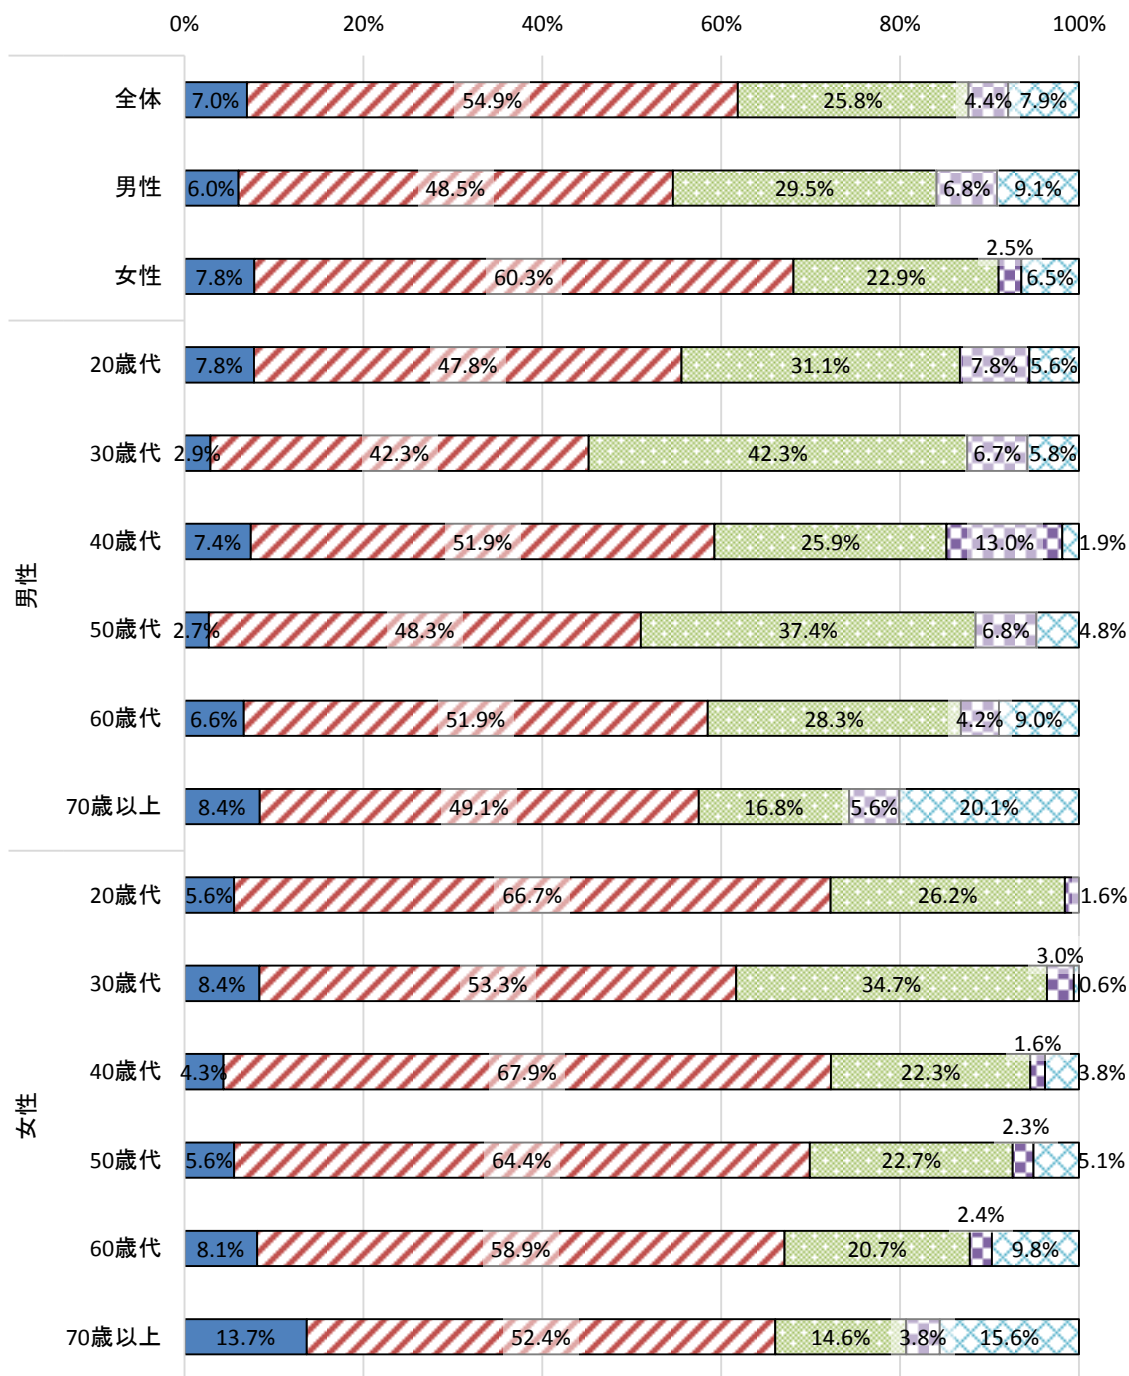 0% 20% 40% 60% 80% 100%
全体 7.0% 54.9% 25.8% 4.4% 7.9%
男性 6.0% 48.5% 29.5% 6.8% 9.1%
女性 7.8% 60.3% 22.9% 2.5% 6.5%
男性
20歳代 7.8% 47.8% 31.1% 7.8% 5.6%
30歳代 2.9% 42.3% 42.3% 6.7% 5.8%
40歳代 7.4% 51.9% 25.9% 13.0% 1.9%
50歳代 2.7% 48.3% 37.4% 6.8% 4.8%
60歳代 6.6% 51.9% 28.3% 4.2% 9.0%
70歳以上 8.4% 49.1% 16.8% 5.6% 20.1%
女性
20歳代 5.6% 66.7% 26.2% 1.6%
30歳代 8.4% 53.3% 34.7% 3.0% 0.6%
40歳代 4.3% 67.9% 22.3% 1.6% 3.8%
50歳代 5.6% 64.4% 22.7% 2.3% 5.1%
60歳代 8.1% 58.9% 20.7% 2.4% 9.8%
70歳以上 13.7% 52.4% 14.6% 3.8% 15.6%